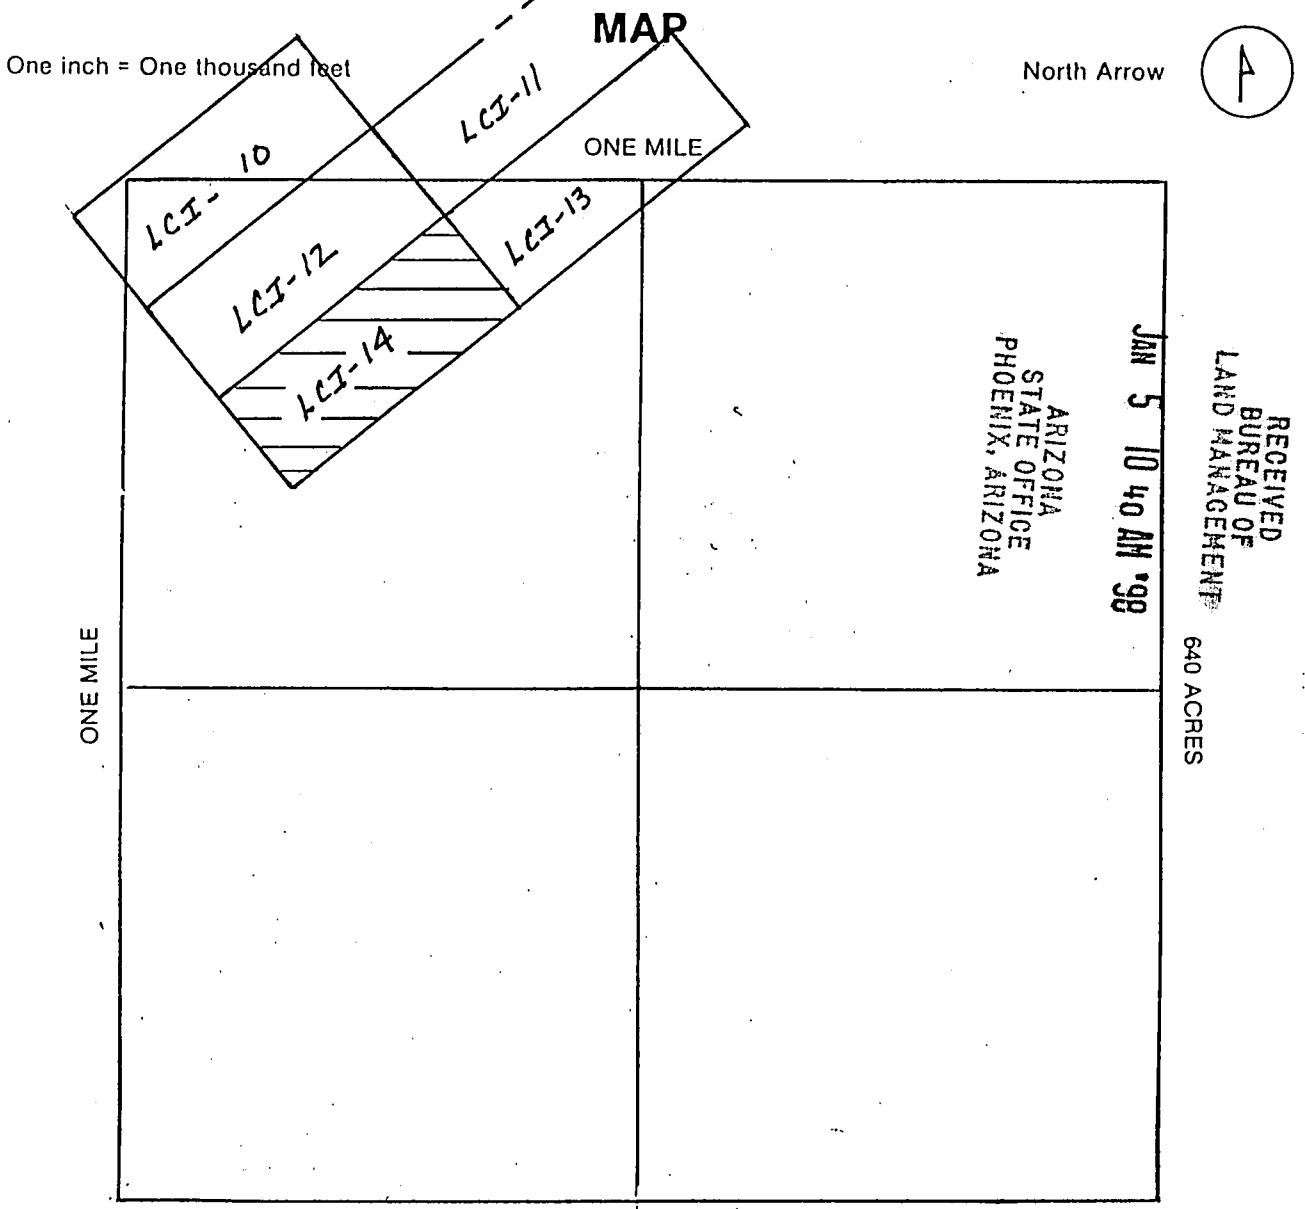 MAP
One inch = One thousand feet
North Arrow
LCI-11
ONE MILE
LCI-10
LCI-13
LCI-12
LCI-14
RECEIVED
BUREAU OF
LAND MANAGEMENT
JAN 5 10 40 AM '98
ARIZONA
STATE OFFICE
PHOENIX, ARIZONA
ONE MILE
640 ACRES